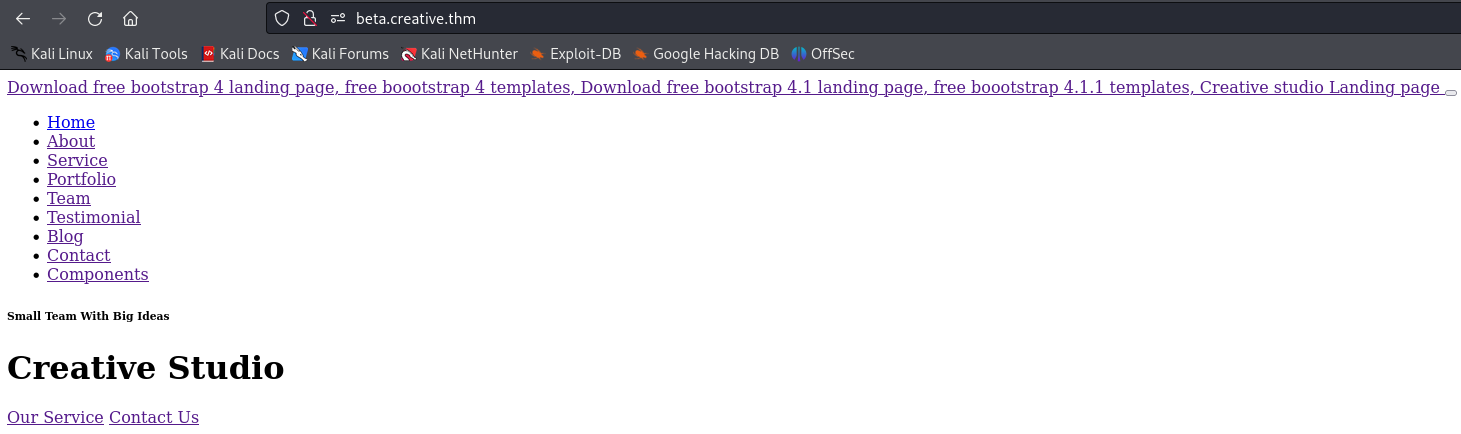 beta.creative.thm
Kali Linux Kali Tools Kali Docs Kali Forums Kali NetHunter Exploit-DB Google Hacking DB OffSec
Download free bootstrap 4 landing page, free boootstrap 4 templates, Download free bootstrap 4.1 landing page, free boootstrap 4.1.1 templates, Creative studio Landing page
Home
About
Service
Portfolio
Team
Testimonial
Blog
Contact
Components
Small Team With Big Ideas
Creative Studio
Our Service Contact Us